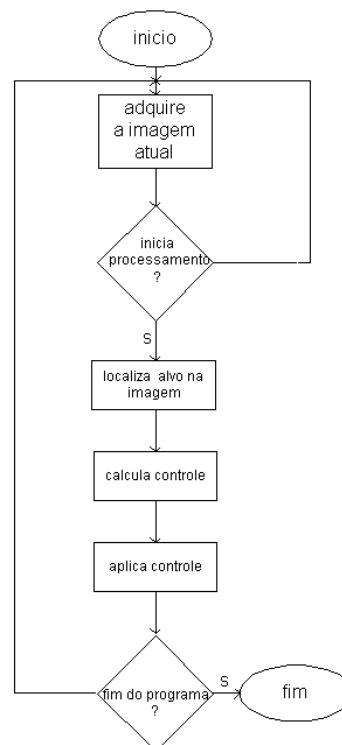 inicio
adquire
a imagem
atual
inicia
processamento
?
S
localiza alvo na
imagem
calcula controle
aplica controle
fim do programa
?
S
fim